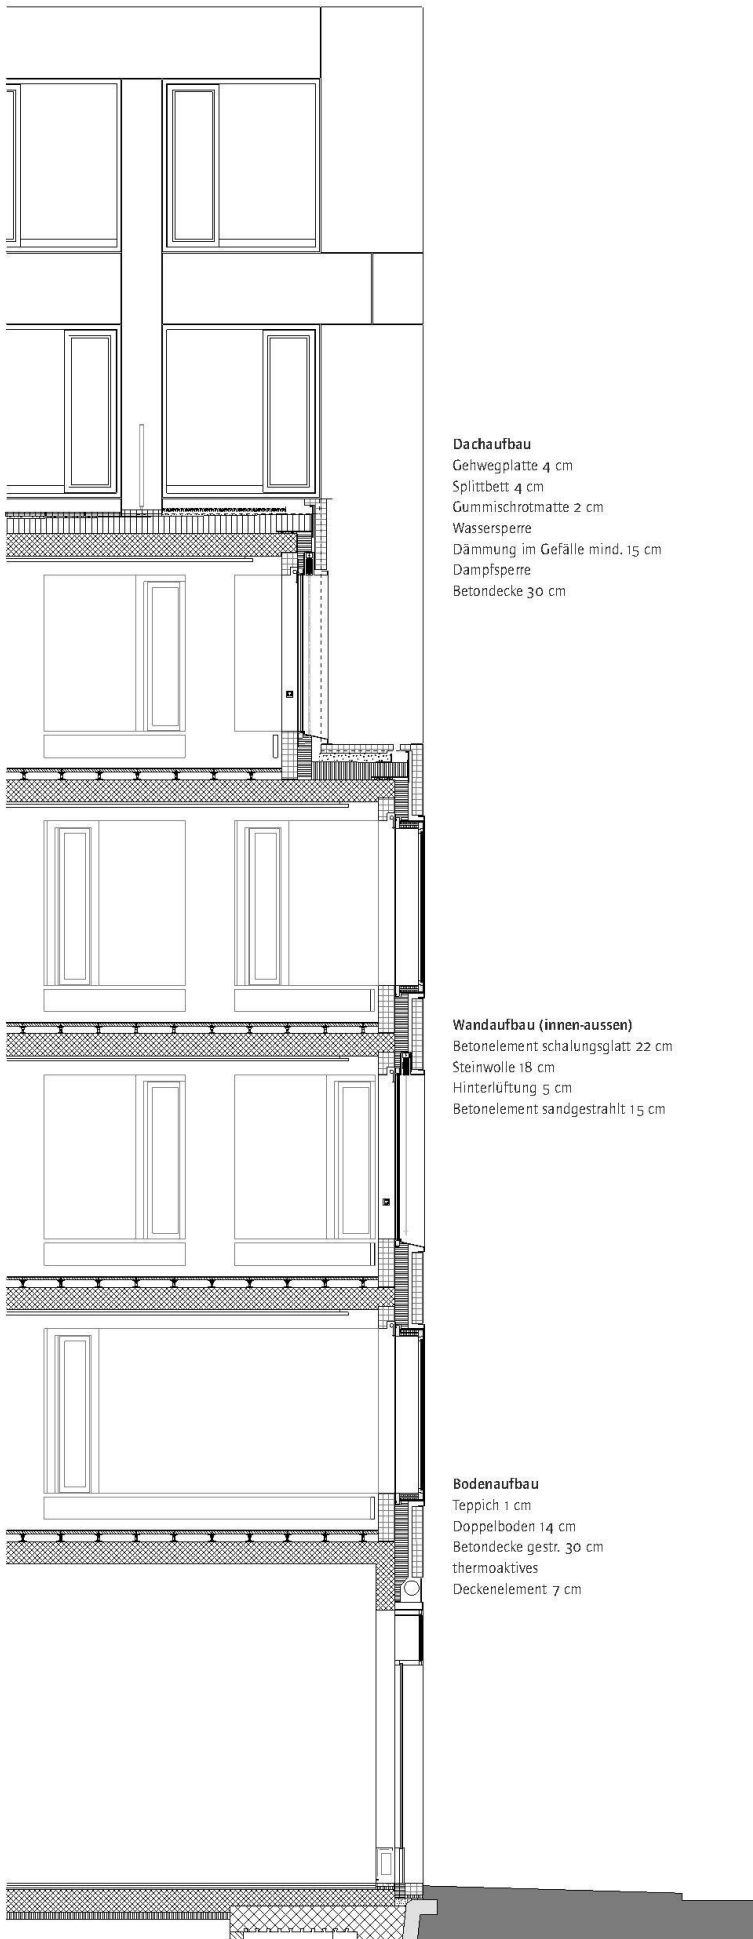 Dachaufbau
Gehwegplatte 4 cm
Splittbett 4 cm
Gummischrotmatte 2 cm
Wassersperre
Dämmung im Gefälle mind. 15 cm
Dampfsperre
Betondecke 30 cm
Wandaufbau (innen-aussen)
Betonelement schalungsglatt 22 cm
Steinwolle 18 cm
Hinterlüftung 5 cm
Betonelement sandgestrahlt 15 cm
Bodenaufbau
Teppich 1 cm
Doppelboden 14 cm
Betondecke gestr. 30 cm
thermoaktives
Deckenelement 7 cm